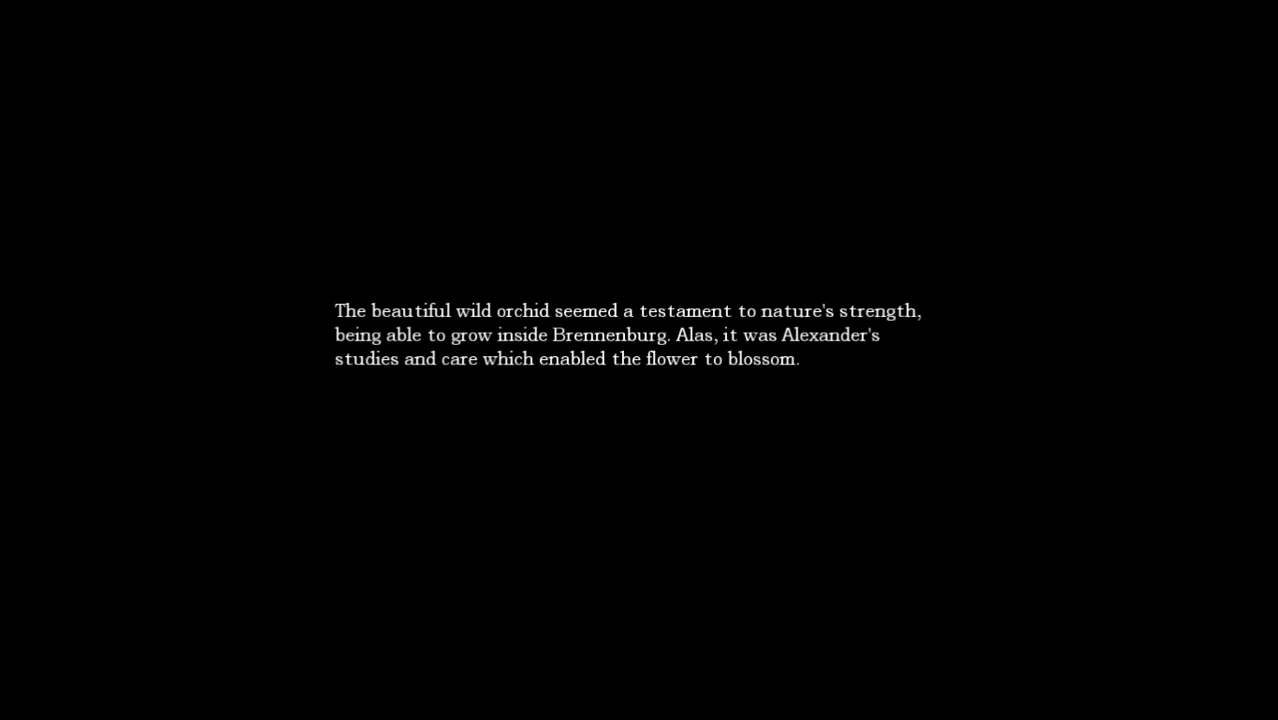 The beautiful wild orchid seemed a testament to nature's strength,
being able to grow inside Brennenburg. Alas, it was Alexander's
studies and care which enabled the flower to blossom.